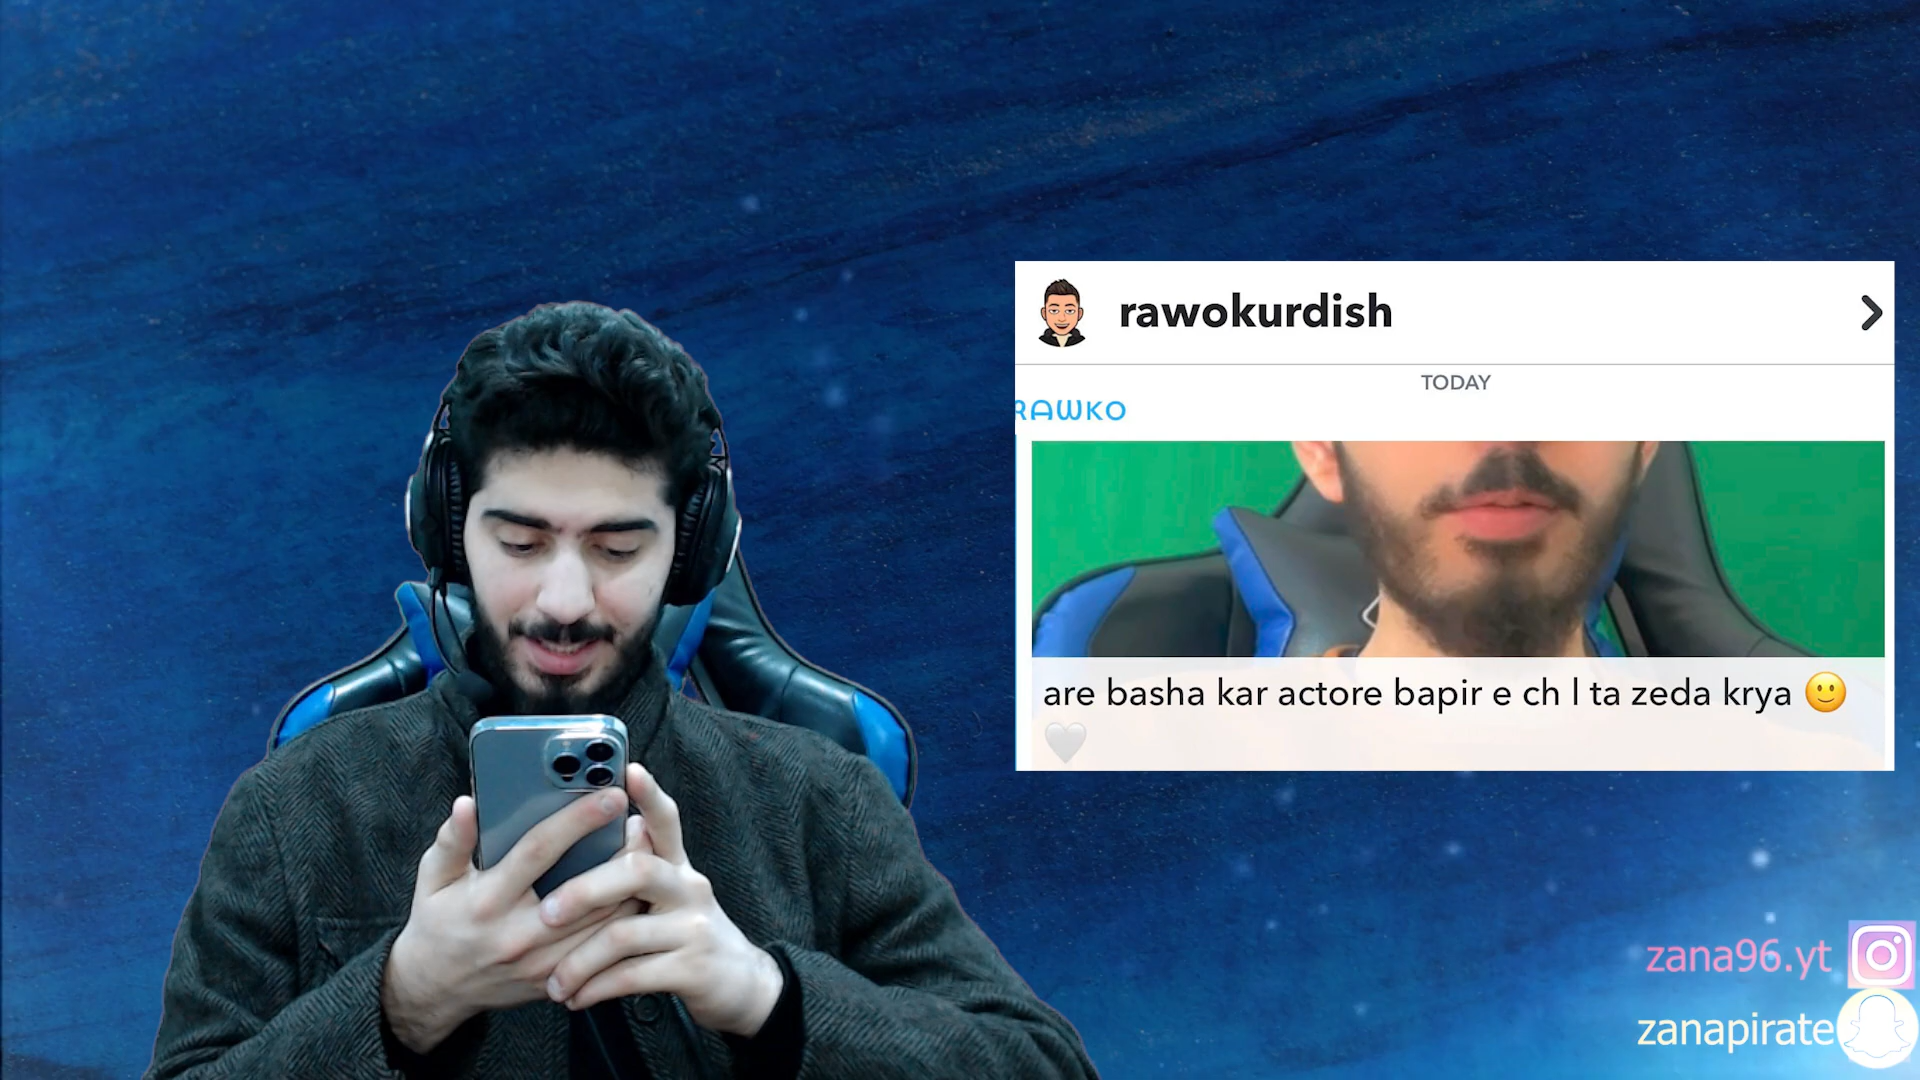 rawokurdish
TODAY
RAWKO
are basha kar actore bapir e ch l ta zeda krya 🙂
🩶
zana96.yt
zanapirate